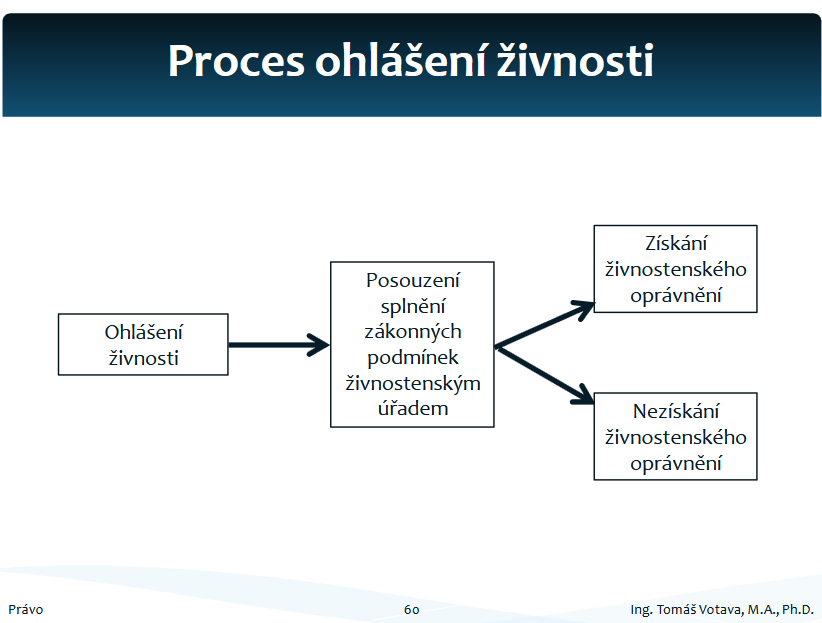 Proces ohlášení živnosti
Ohlášení
živnosti
Posouzení
splnění
zákonných
podmínek
živnostenským
úřadem
Získání
živnostenského
oprávnění
Nezískání
živnostenského
oprávnění
Právo
60
Ing. Tomáš Votava, M.A., Ph.D.